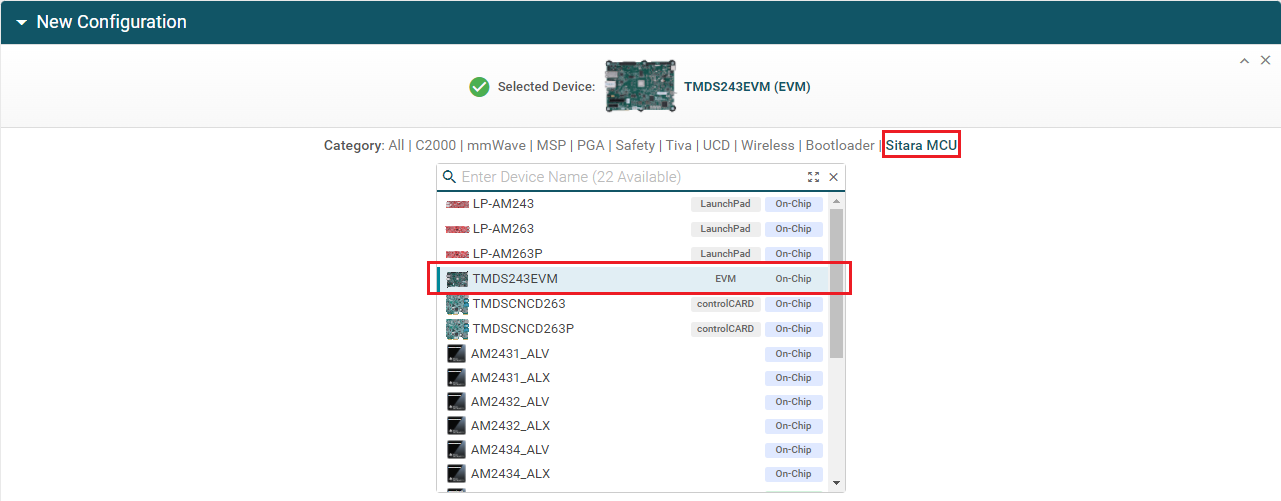 New Configuration
Selected Device: TMDS243EVM (EVM)
Category: All | C2000 | mmWave | MSP | PGA | Safety | Tiva | UCD | Wireless | Bootloader | Sitara MCU
Enter Device Name (22 Available)
LP-AM243 LaunchPad On-Chip
LP-AM263 LaunchPad On-Chip
LP-AM263P LaunchPad On-Chip
TMDS243EVM EVM On-Chip
TMDSCNCD263 controlCARD On-Chip
TMDSCNCD263P controlCARD On-Chip
AM2431_ALV On-Chip
AM2431_ALX On-Chip
AM2432_ALV On-Chip
AM2432_ALX On-Chip
AM2434_ALV On-Chip
AM2434_ALX On-Chip